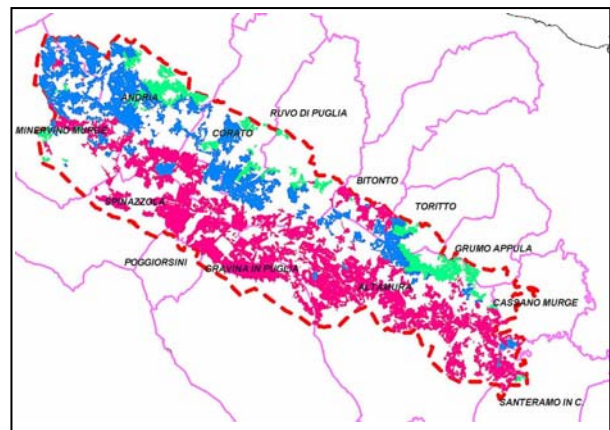 ANDRIA
RUVO DI PUGLIA
MINERVINO MURGE
CORATO
BITONTO
SPINAZZOLA
TORITTO
GRUMO APPULA
POGGIORSINI
GRAVINA IN PUGLIA
ALTAMURA
CASSANO MURGE
SANTERAMO IN C.